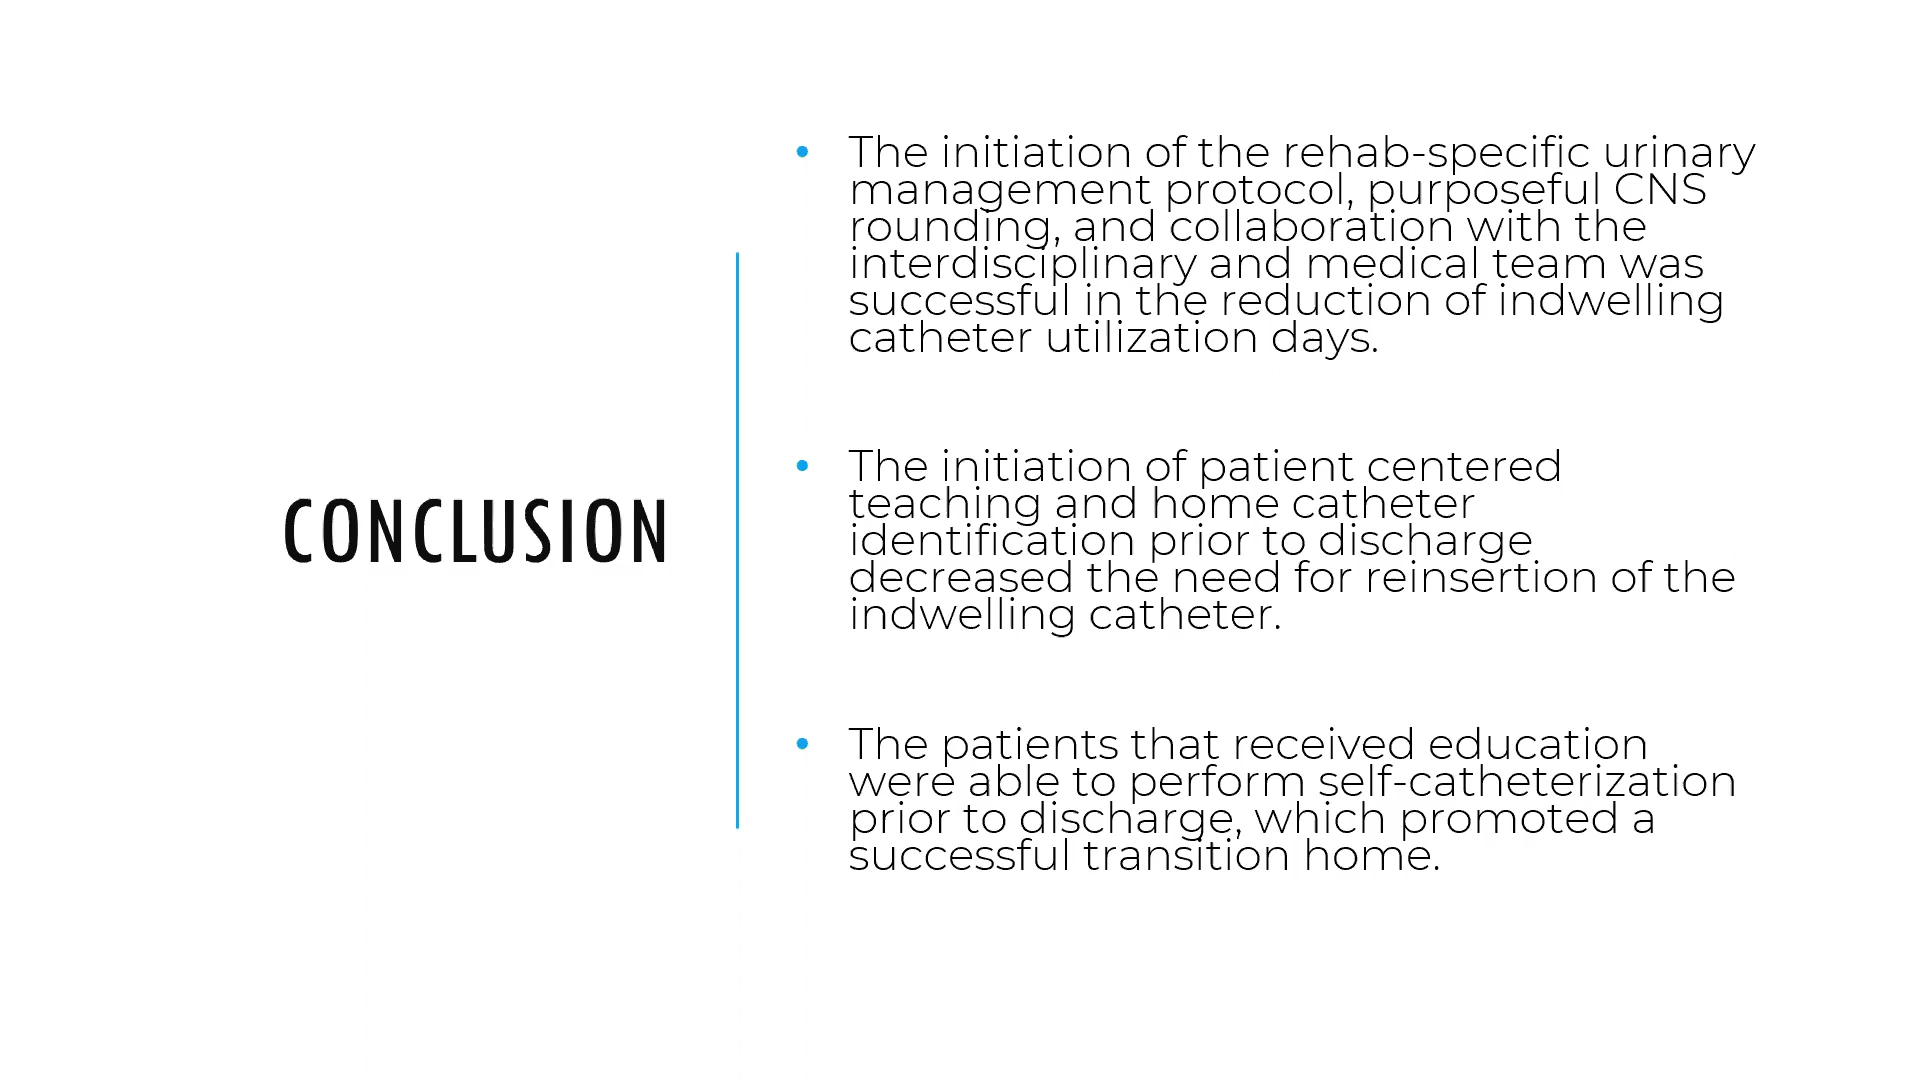 CONCLUSION
• The initiation of the rehab-specific urinary
management protocol, purposeful CNS
rounding, and collaboration with the
interdisciplinary and medical team was
successful in the reduction of indwelling
catheter utilization days.
• The initiation of patient centered
teaching and home catheter
identification prior to discharge
decreased the need for reinsertion of the
indwelling catheter.
• The patients that received education
were able to perform self-catheterization
prior to discharge, which promoted a
successful transition home.